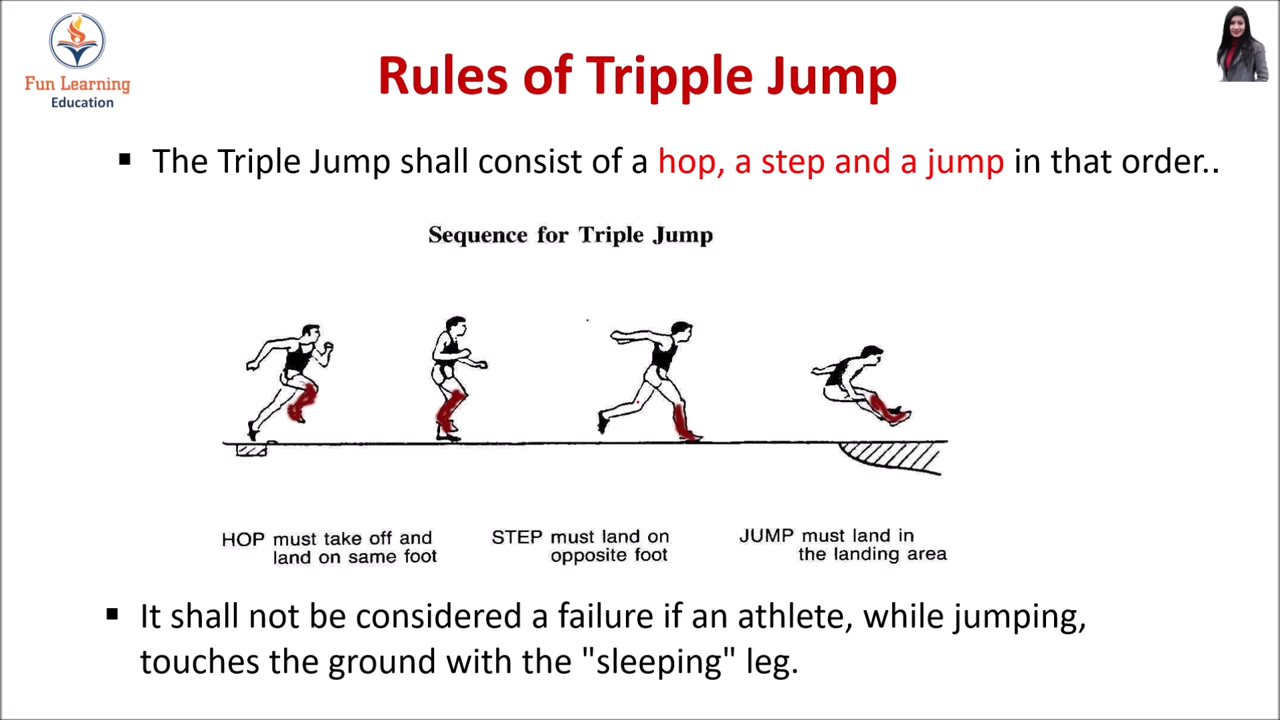 Fun Learning
Education
Rules of Tripple Jump
▪ The Triple Jump shall consist of a hop, a step and a jump in that order..
Sequence for Triple Jump
HOP must take off and
land on same foot
STEP must land on
opposite foot
JUMP must land in
the landing area
▪ It shall not be considered a failure if an athlete, while jumping,
touches the ground with the "sleeping" leg.